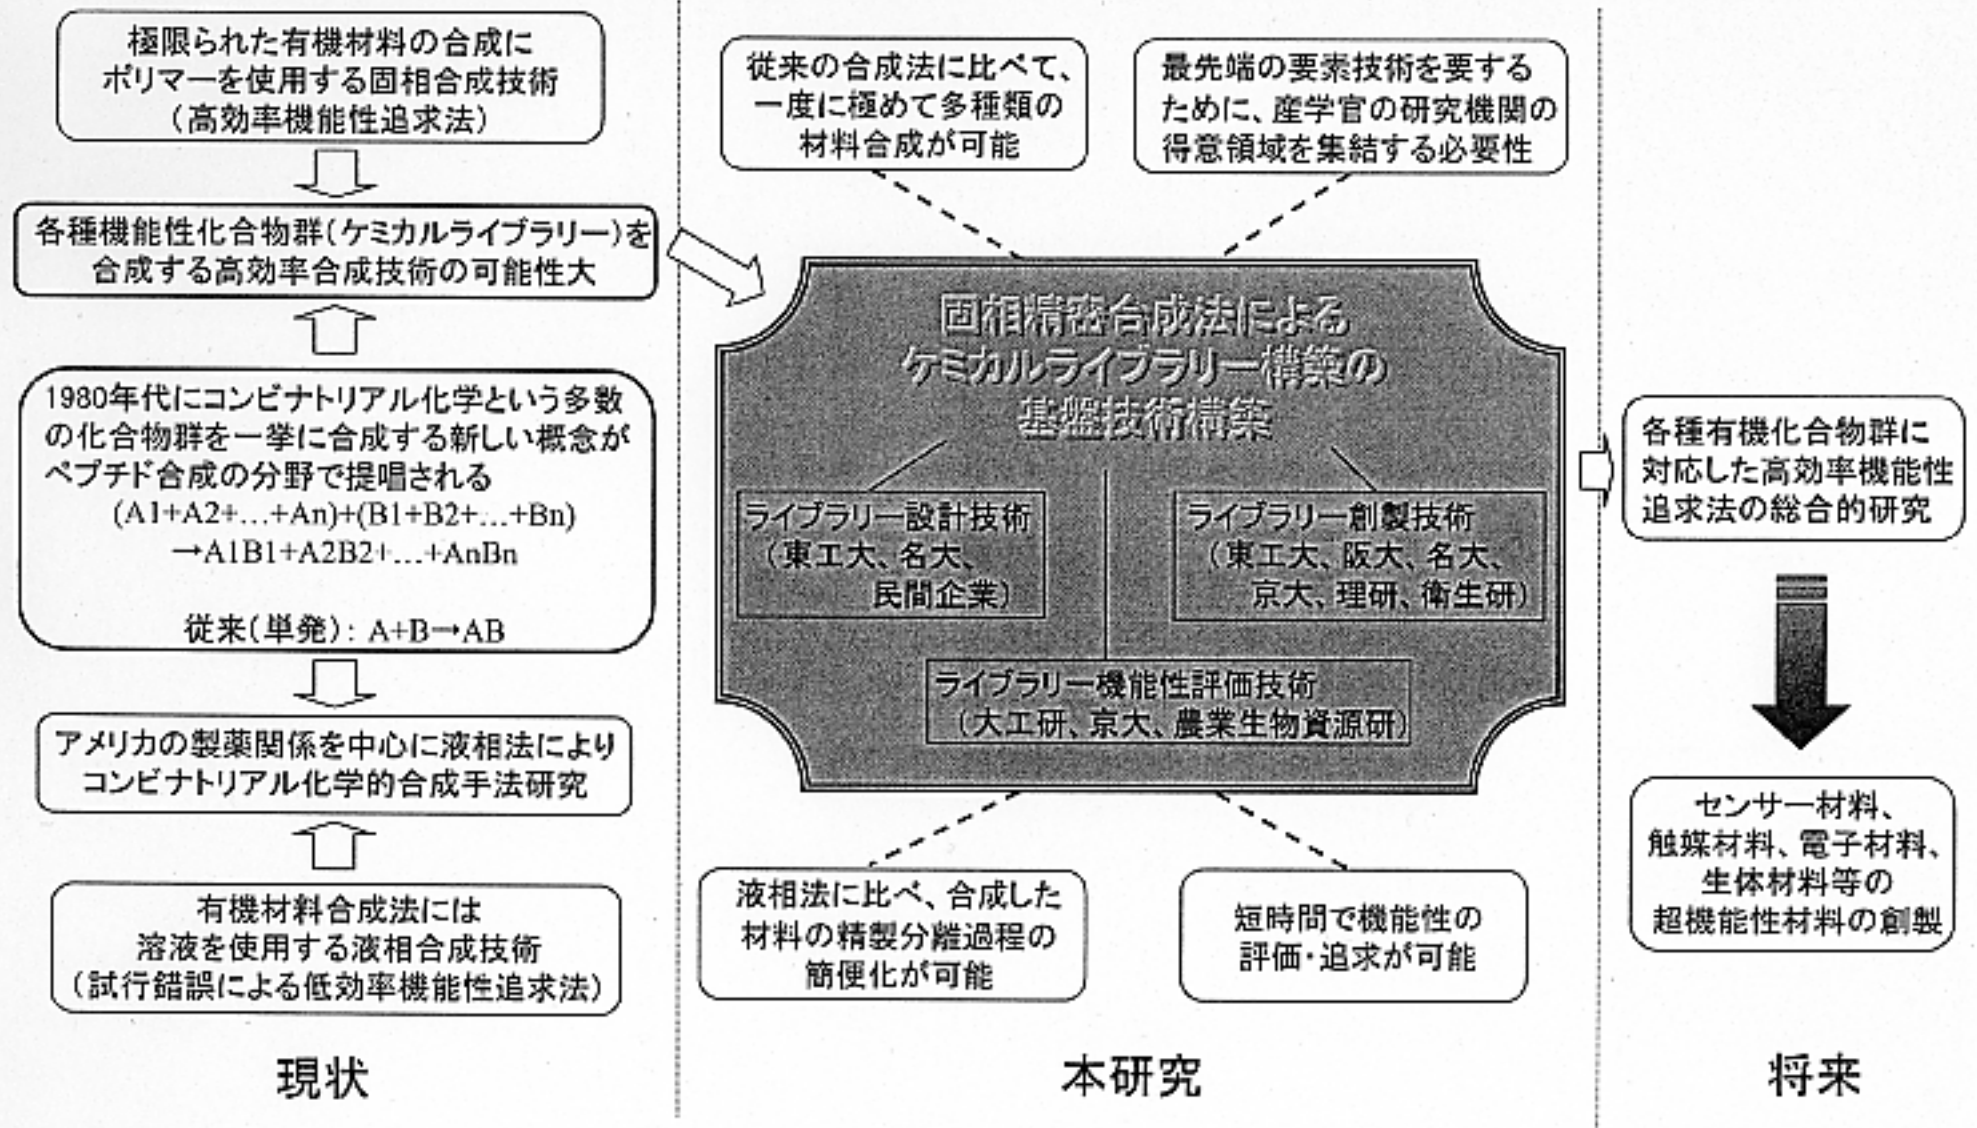 極限られた有機材料の合成に
ポリマーを使用する固相合成技術
（高効率機能性追求法）
各種機能性化合物群（ケミカルライブラリー）を
合成する高効率合成技術の可能性大
1980年代にコンビナトリアル化学という多数
の化合物群を一挙に合成する新しい概念が
ペプチド合成の分野で提唱される
(A1+A2+…+An)+(B1+B2+…+Bn)
→A1B1+A2B2+…+AnBn
従来（単発）：A+B→AB
アメリカの製薬関係を中心に液相法により
コンビナトリアル化学的合成手法研究
有機材料合成法には
溶液を使用する液相合成技術
（試行錯誤による低効率機能性追求法）
現状
従来の合成法に比べて、
一度に極めて多種類の
材料合成が可能
最先端の要素技術を要する
ために、産学官の研究機関の
得意領域を集結する必要性
固相精密合成法による
ケミカルライブラリー構築の
基盤技術構築
ライブラリー設計技術
（東工大、名大、
民間企業）
ライブラリー創製技術
（東工大、阪大、名大、
京大、理研、衛生研）
ライブラリー機能性評価技術
（大工研、京大、農業生物資源研）
液相法に比べ、合成した
材料の精製分離過程の
簡便化が可能
短時間で機能性の
評価・追求が可能
本研究
各種有機化合物群に
対応した高効率機能性
追求法の総合的研究
センサー材料、
触媒材料、電子材料、
生体材料等の
超機能性材料の創製
将来